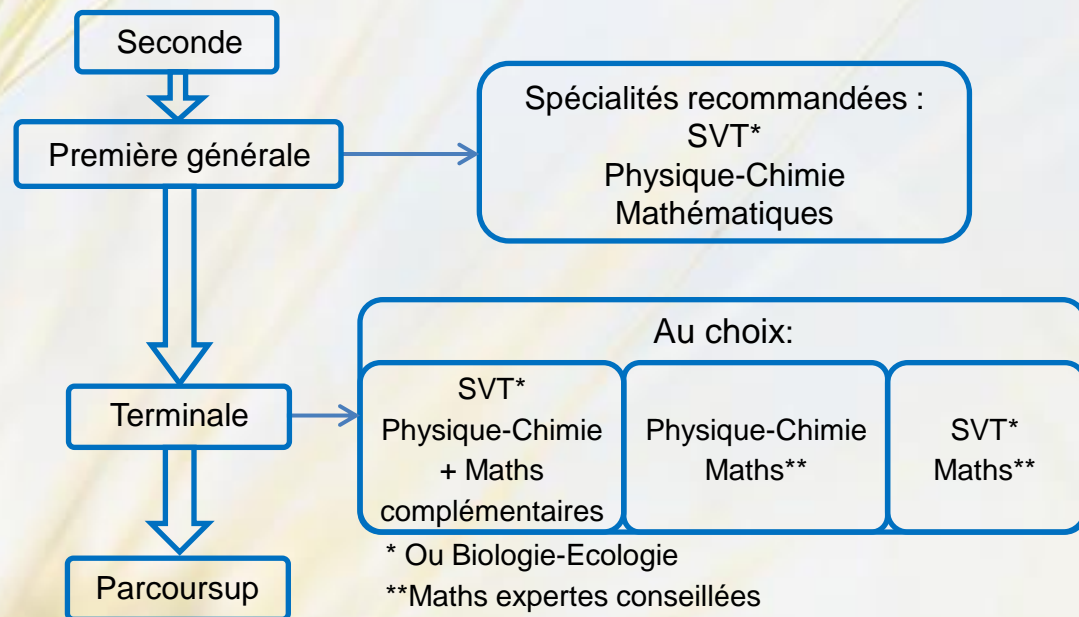 Seconde
Première générale
Spécialités recommandées :
SVT*
Physique-Chimie
Mathématiques
Terminale
Au choix:
SVT*
Physique-Chimie
+ Maths
complémentaires
Physique-Chimie
Maths**
SVT*
Maths**
Parcoursup
* Ou Biologie-Ecologie
**Maths expertes conseillées